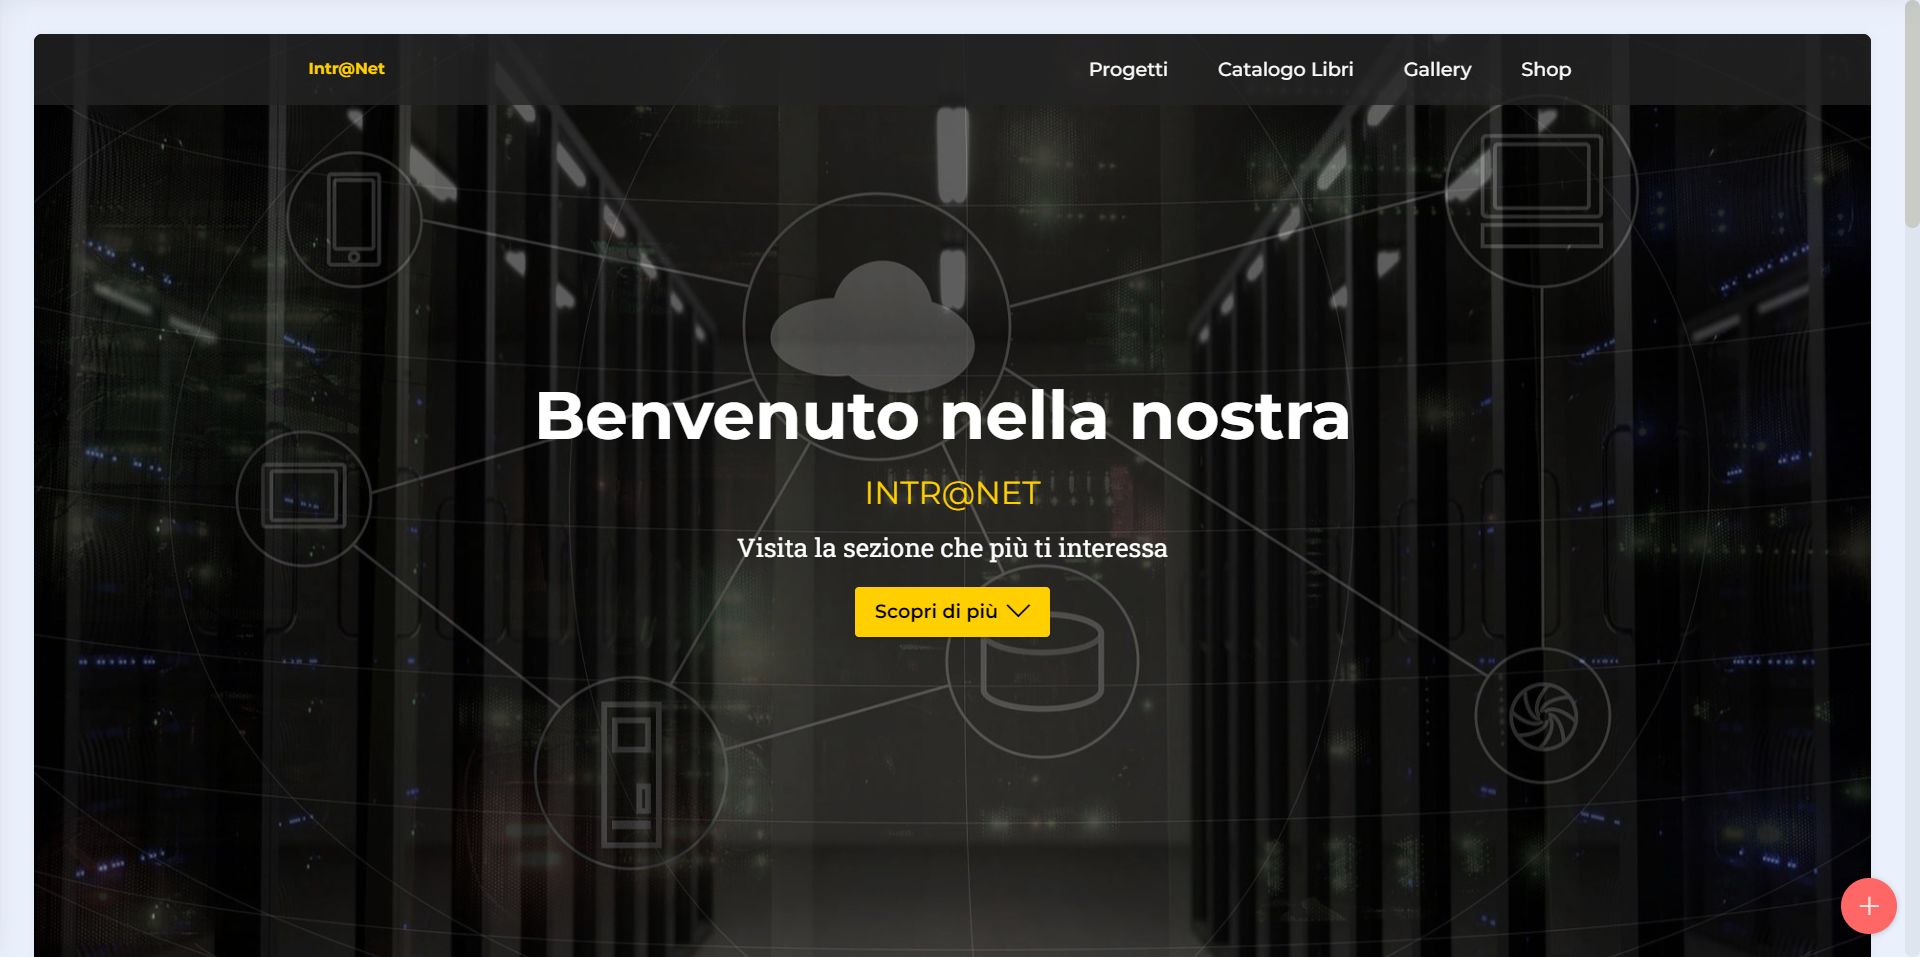 Intr@Net
Progetti Catalogo Libri Gallery Shop
Benvenuto nella nostra
INTR@NET
Visita la sezione che più ti interessa
Scopri di più